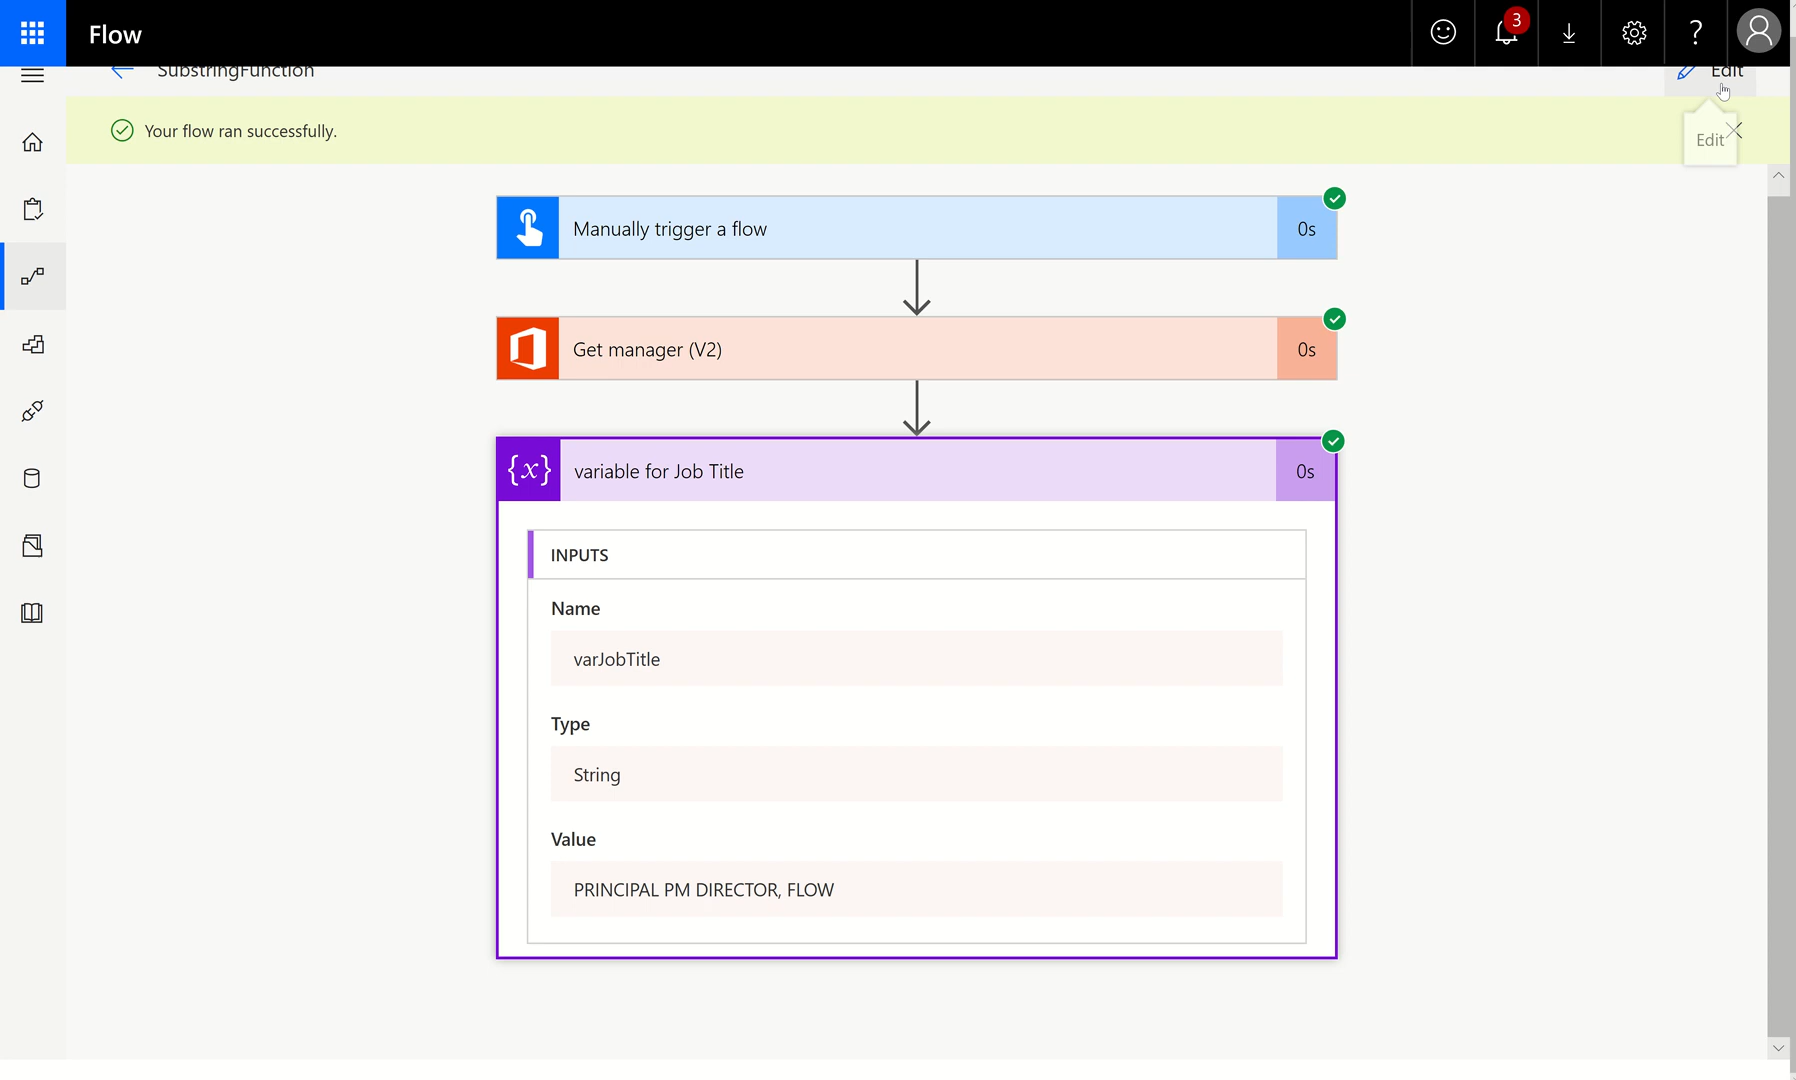 Flow
3
?
SubstringFunction
Edit
Your flow ran successfully.
Edit
Manually trigger a flow
0s
Get manager (V2)
0s
{x}
variable for Job Title
0s
INPUTS
Name
varJobTitle
Type
String
Value
PRINCIPAL PM DIRECTOR, FLOW